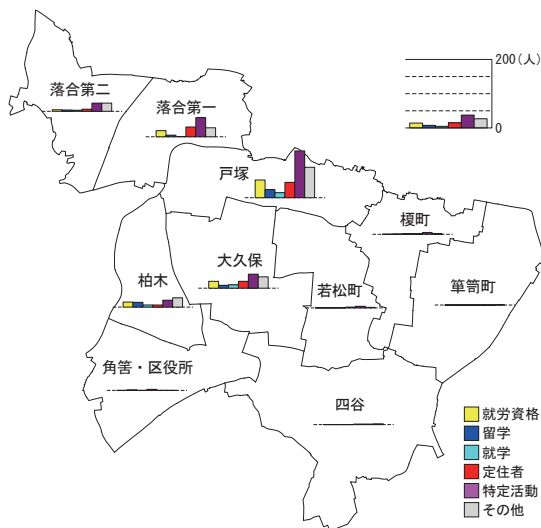 200(人)
0
落合第二
落合第一
戸塚
榎町
大久保
柏木
若松町
箪笥町
角筈・区役所
四谷
就労資格
留学
就学
定住者
特定活動
その他